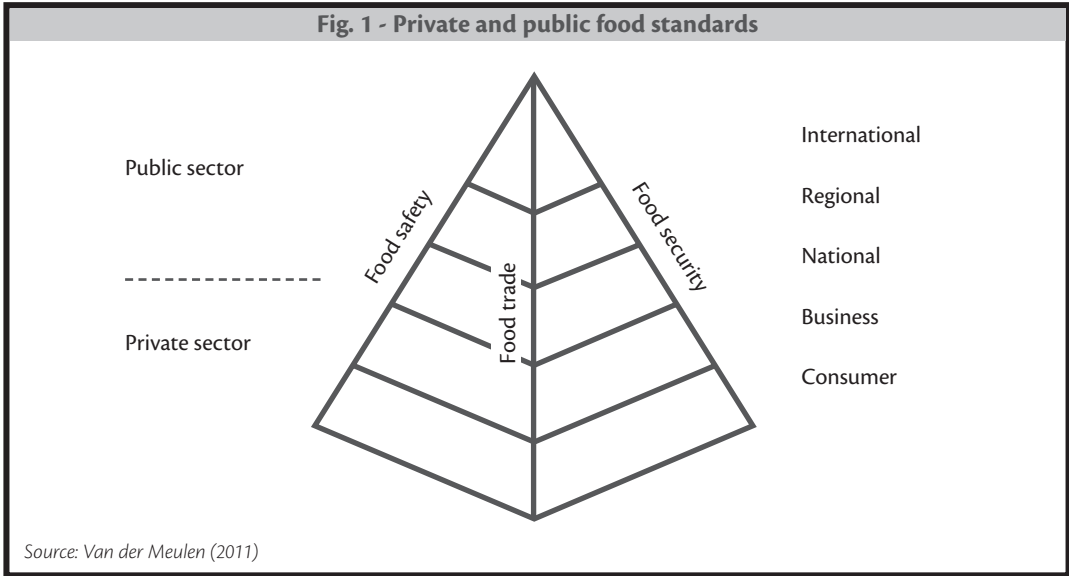 Fig. 1 - Private and public food standards
Public sector
Private sector
Food safety
Food trade
Food security
International
Regional
National
Business
Consumer
Source: Van der Meulen (2011)